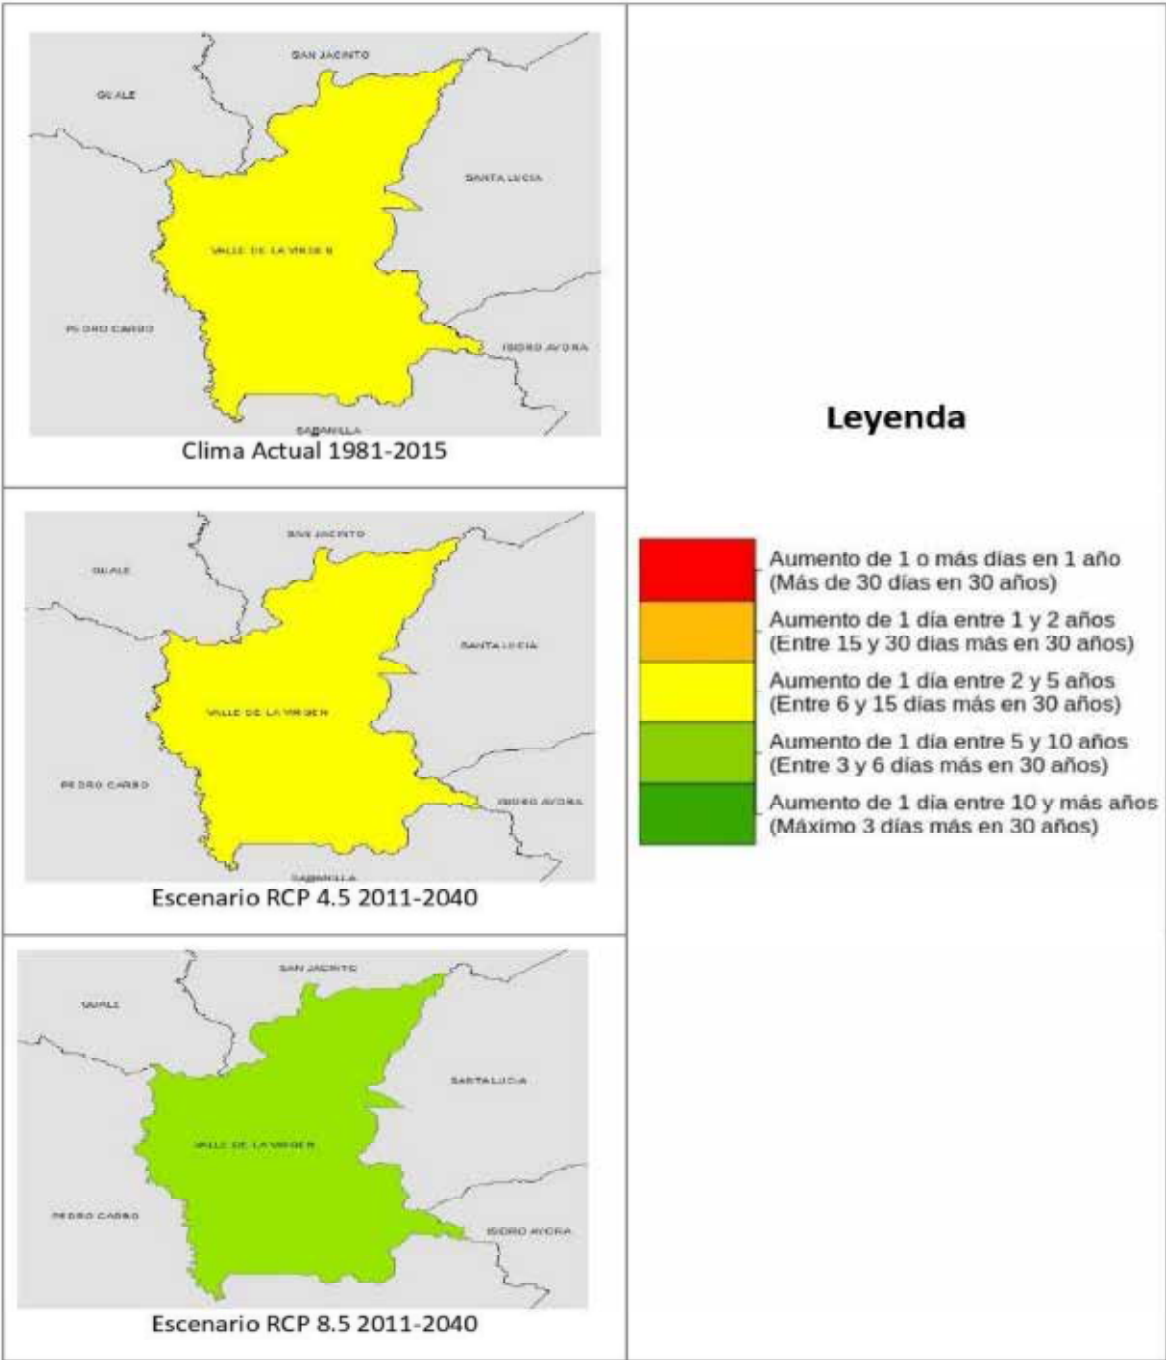 SAN JACINTO
GUALE
SANTA LUCIA
VALLE DE LA VIRGEN
PEDRO CARBO
ISIDRO AYORA
SABANILLA
Clima Actual 1981-2015
SAN JACINTO
GUALE
SANTA LUCIA
VALLE DE LA VIRGEN
PEDRO CARBO
ISIDRO AYORA
SABANILLA
Escenario RCP 4.5 2011-2040
SAN JACINTO
GUALE
SANTA LUCIA
VALLE DE LA VIRGEN
PEDRO CARBO
ISIDRO AYORA
Escenario RCP 8.5 2011-2040
Leyenda
Aumento de 1 o más días en 1 año
(Más de 30 días en 30 años)
Aumento de 1 día entre 1 y 2 años
(Entre 15 y 30 días más en 30 años)
Aumento de 1 día entre 2 y 5 años
(Entre 6 y 15 días más en 30 años)
Aumento de 1 día entre 5 y 10 años
(Entre 3 y 6 días más en 30 años)
Aumento de 1 día entre 10 y más años
(Máximo 3 días más en 30 años)